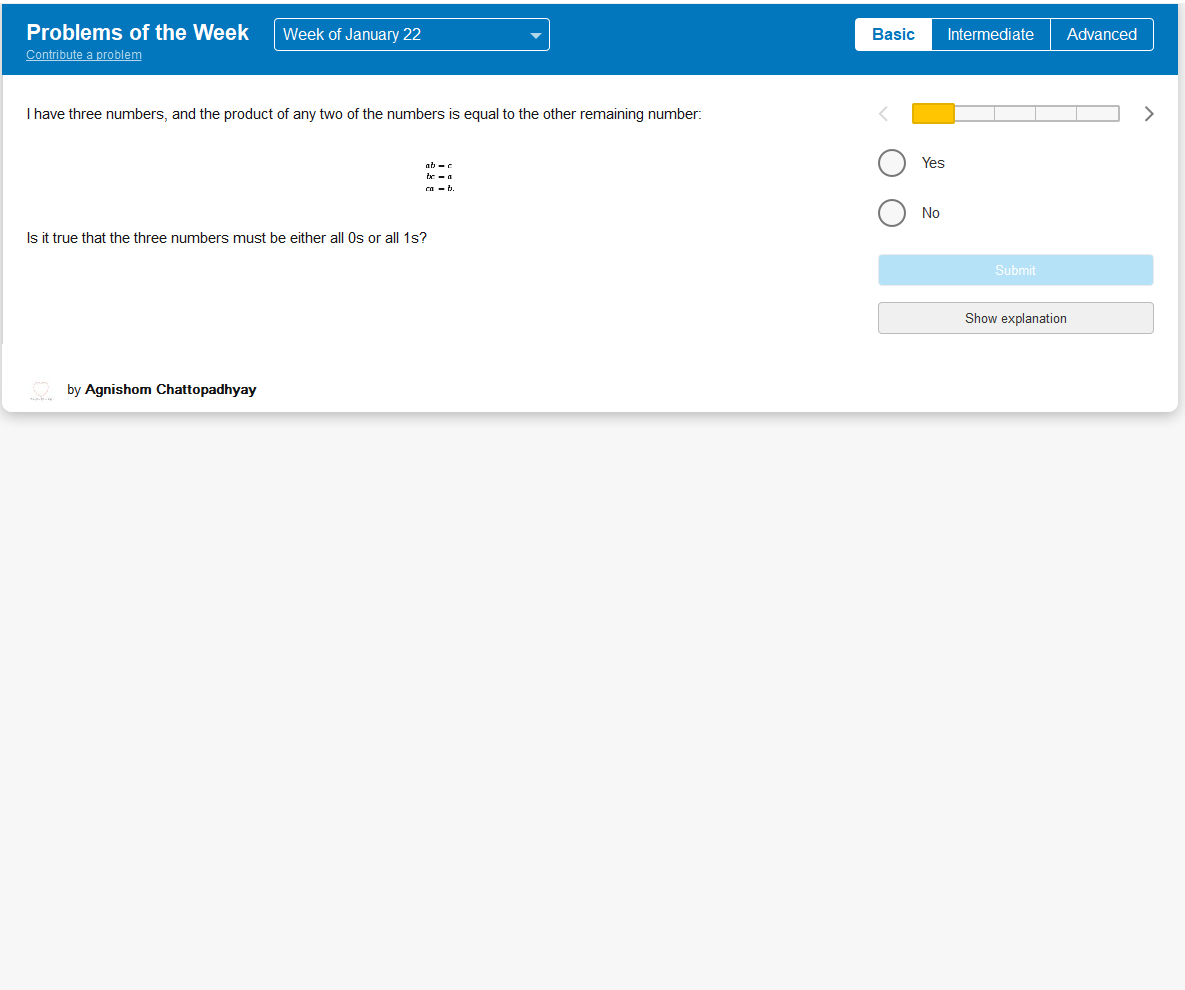 Problems of the Week
Contribute a problem
Week of January 22
Basic
Intermediate
Advanced
I have three numbers, and the product of any two of the numbers is equal to the other remaining number:
ab = c
bc = a
ca = b.
Is it true that the three numbers must be either all 0s or all 1s?
Yes
No
Submit
Show explanation
by Agnishom Chattopadhyay